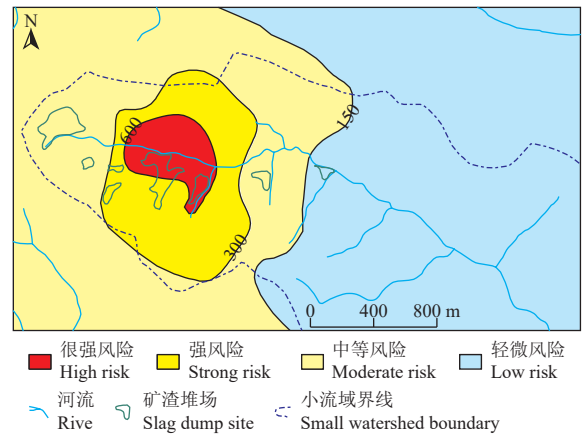 N
600
150
300
0 400 800 m
很强风险 强风险 中等风险 轻微风险
High risk Strong risk Moderate risk Low risk
河流 矿渣堆场 小流域界线
Rive Slag dump site Small watershed boundary